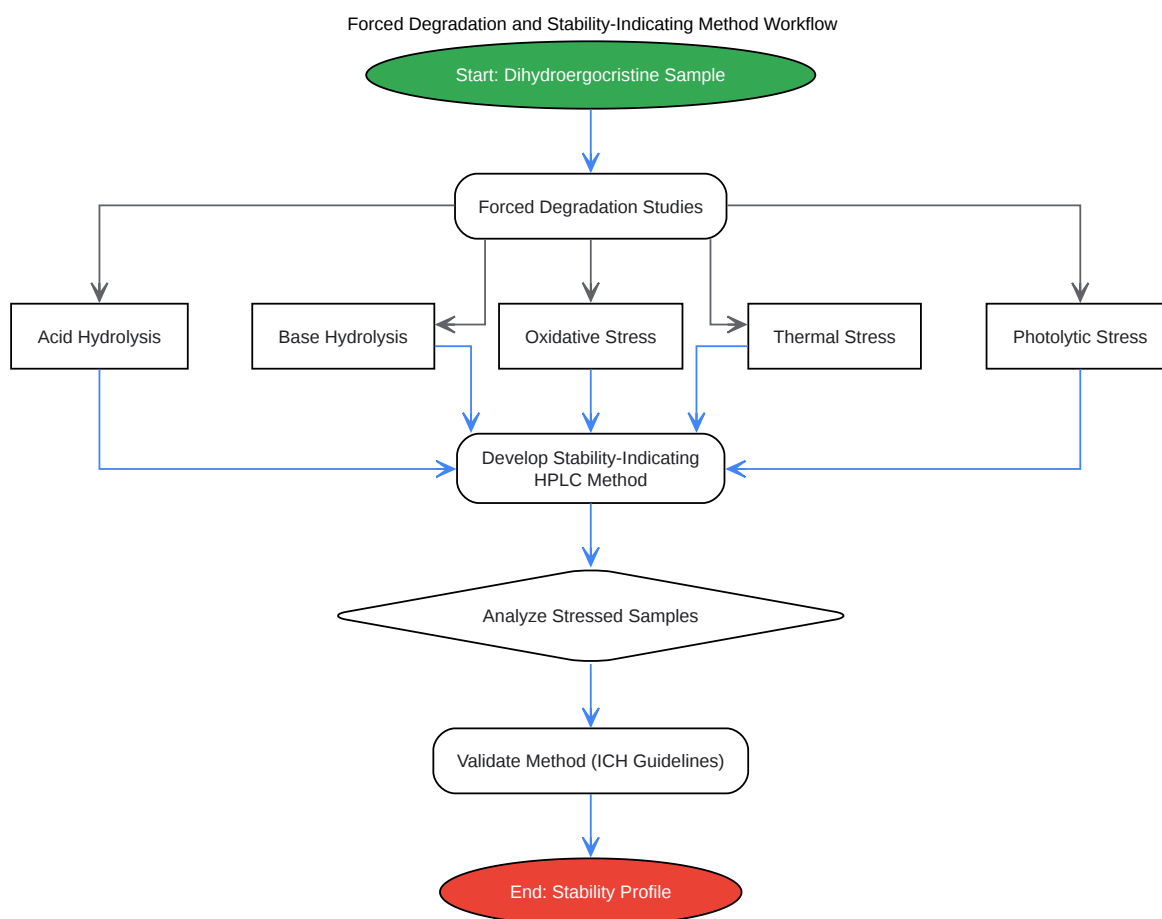 Forced Degradation and Stability-Indicating Method Workflow
Start: Dihydroergocristine Sample
Forced Degradation Studies
Acid Hydrolysis
Base Hydrolysis
Oxidative Stress
Thermal Stress
Photolytic Stress
Develop Stability-Indicating
HPLC Method
Analyze Stressed Samples
Validate Method (ICH Guidelines)
End: Stability Profile